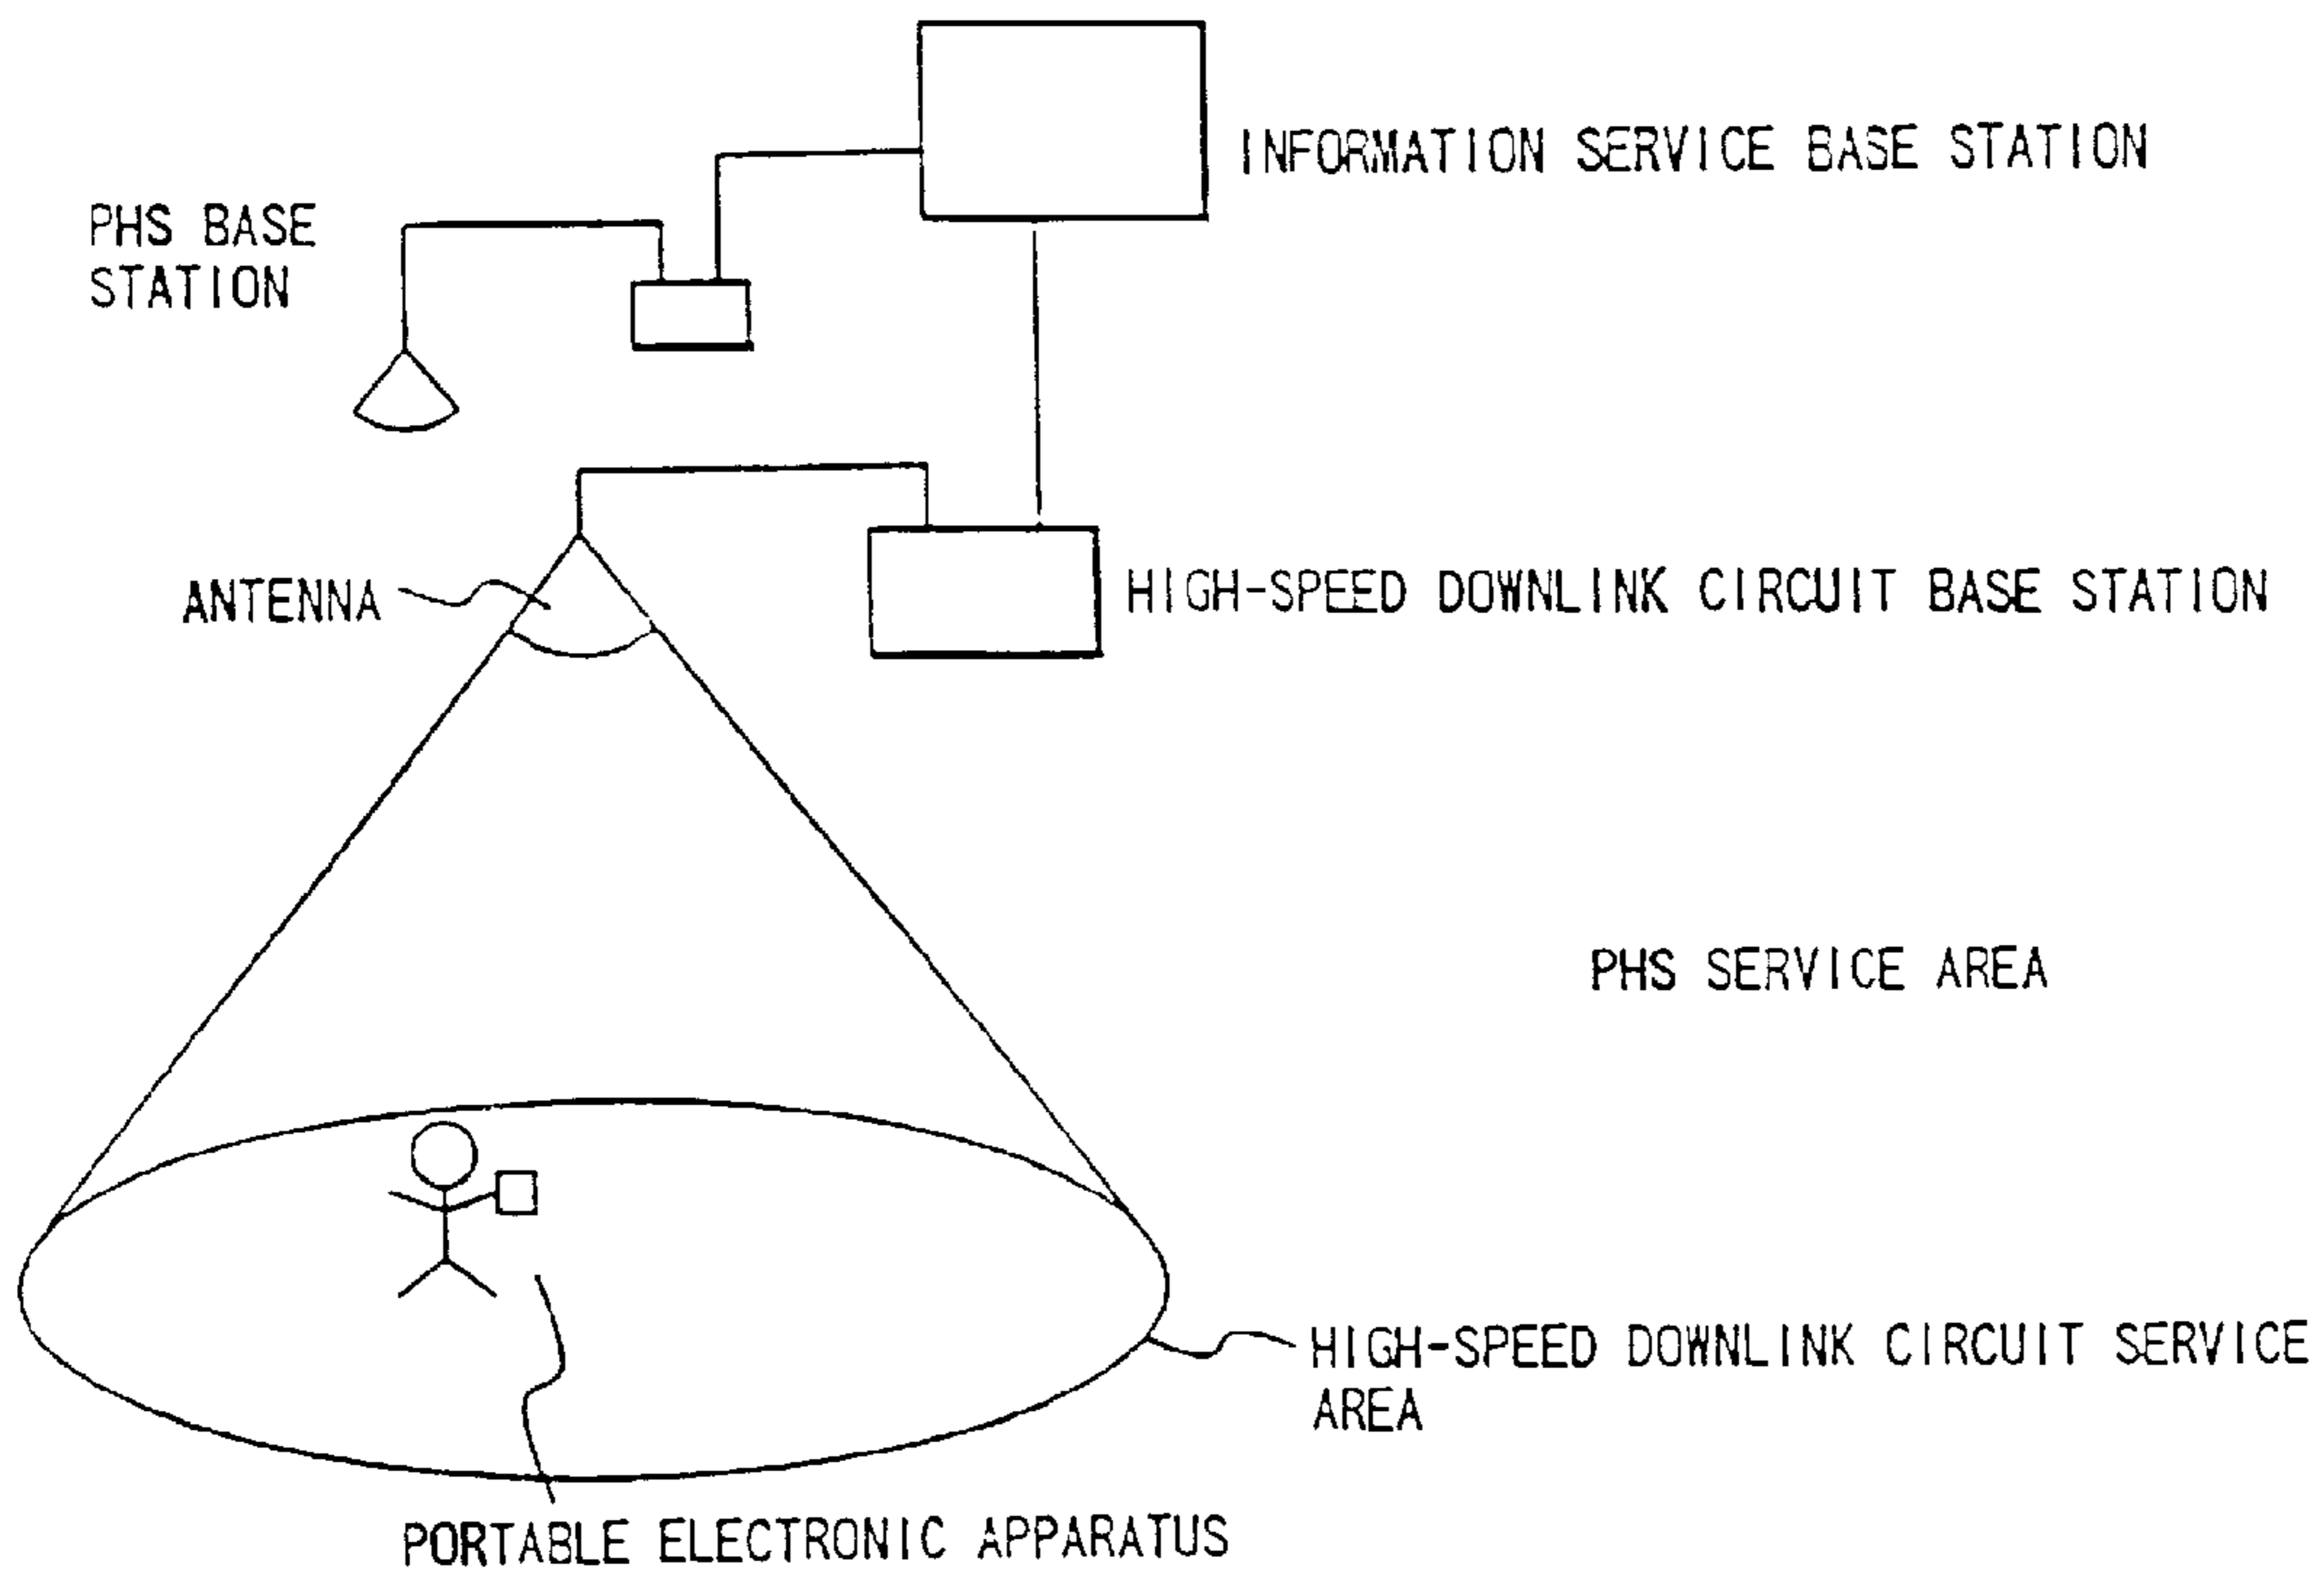 INFORMATION SERVICE BASE STATION
PHS BASE
STATION
ANTENNA
HIGH-SPEED DOWNLINK CIRCUIT BASE STATION
PHS SERVICE AREA
HIGH-SPEED DOWNLINK CIRCUIT SERVICE
AREA
PORTABLE ELECTRONIC APPARATUS